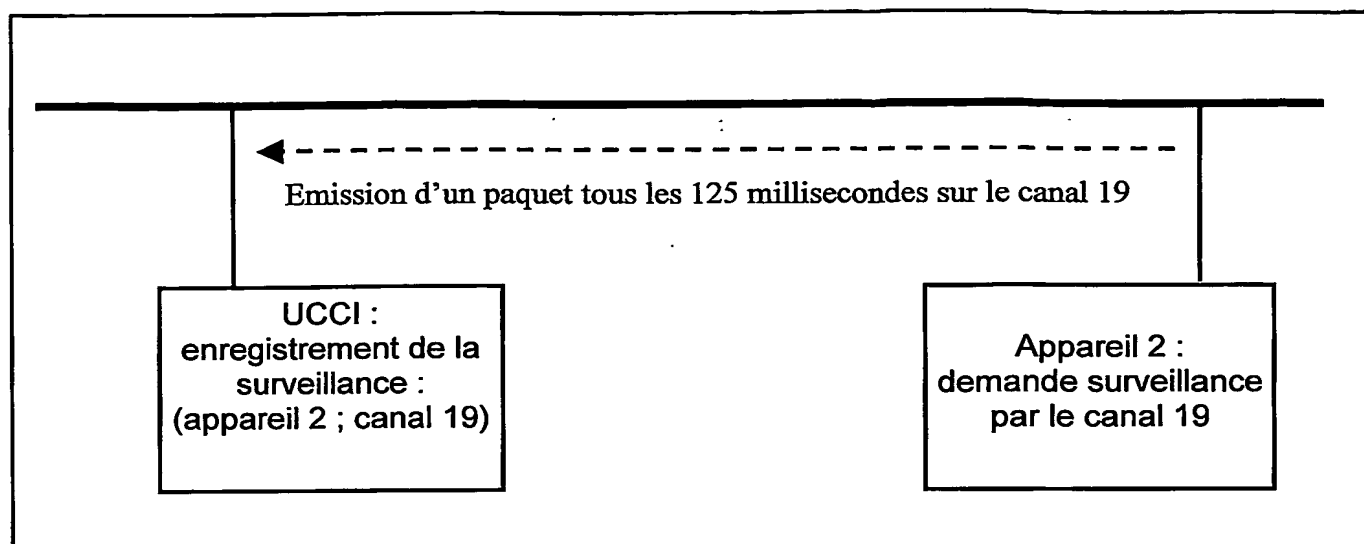 Emission d'un paquet tous les 125 millisecondes sur le canal 19
UCCI :
enregistrement de la
surveillance :
(appareil 2 ; canal 19)
Appareil 2 :
demande surveillance
par le canal 19